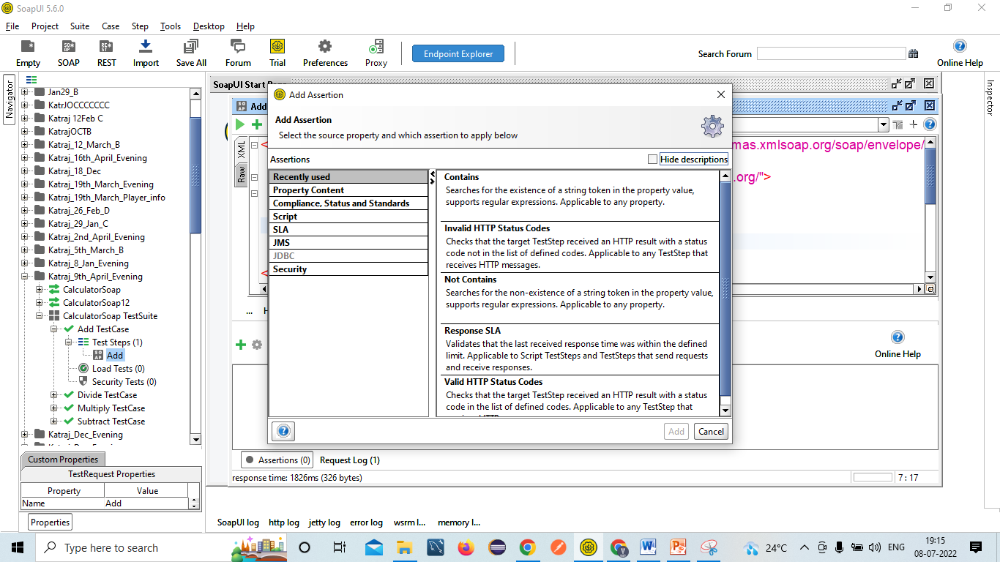 SoapUI 5.6.0
File Project Suite Case Step Tools Desktop Help
Empty SOAP REST Import Save All Forum Trial Preferences Proxy Endpoint Explorer Search Forum Online Help
Navigator
Inspector
Jan29_B
KatrJOCCCCCCC
Katraj 12Feb C
KatrajOCTB
Katraj_12_March_B
Katraj_16th_April_Evening
Katraj_18_Dec
Katraj_19th_March_Evening
Katraj_19th_March_Player_info
Katraj_26_Feb_D
Katraj_29_Jan_C
Katraj_2nd_April_Evening
Katraj_5th_March_B
Katraj_8_Jan_Evening
Katraj_9th_April_Evening
CalculatorSoap
CalculatorSoap12
CalculatorSoap TestSuite
Add TestCase
Test Steps (1)
Add
Load Tests (0)
Security Tests (0)
Divide TestCase
Multiply TestCase
Subtract TestCase
Katraj_Dec_Evening
Custom Properties
TestRequest Properties
Property Value
Name Add
Properties
SoapUI Start
Add
XML
Raw
mas.xmlsoap.org/soap/envelope/
.org/">
... H
Online Help
Add Assertion
Add Assertion
Select the source property and which assertion to apply below
Assertions
Hide descriptions
Recently used
Property Content
Compliance, Status and Standards
Script
SLA
JMS
JDBC
Security
Contains
Searches for the existence of a string token in the property value,
supports regular expressions. Applicable to any property.
Invalid HTTP Status Codes
Checks that the target TestStep received an HTTP result with a status
code not in the list of defined codes. Applicable to any TestStep that
receives HTTP messages.
Not Contains
Searches for the non-existence of a string token in the property value,
supports regular expressions. Applicable to any property.
Response SLA
Validates that the last received response time was within the defined
limit. Applicable to Script TestSteps and TestSteps that send requests
and receive responses.
Valid HTTP Status Codes
Checks that the target TestStep received an HTTP result with a status
code in the list of defined codes. Applicable to any TestStep that
Add Cancel
Assertions (0) Request Log (1)
response time: 1826ms (326 bytes) 7 : 17
SoapUI log http log jetty log error log wsrm l... memory l...
Type here to search
24°C ENG 19:15
08-07-2022